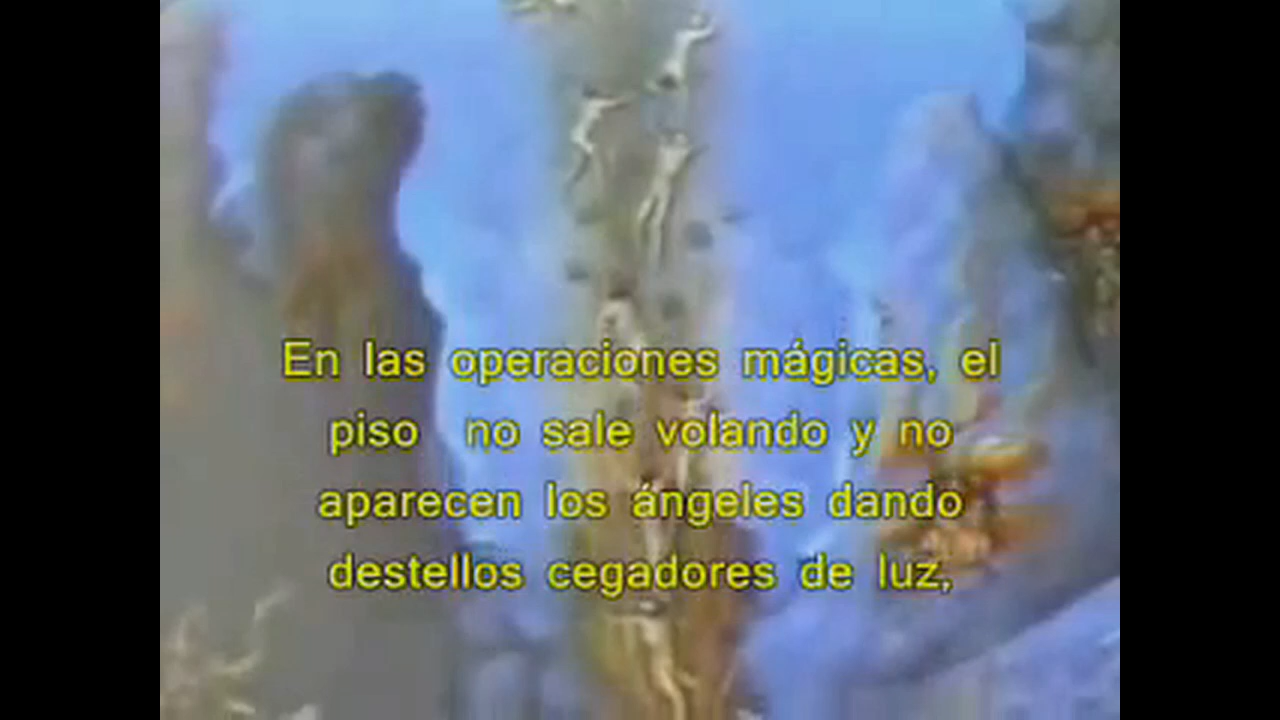 En las operaciones mágicas, el
piso no sale volando y no
aparecen los ángeles dando
destellos cegadores de luz,